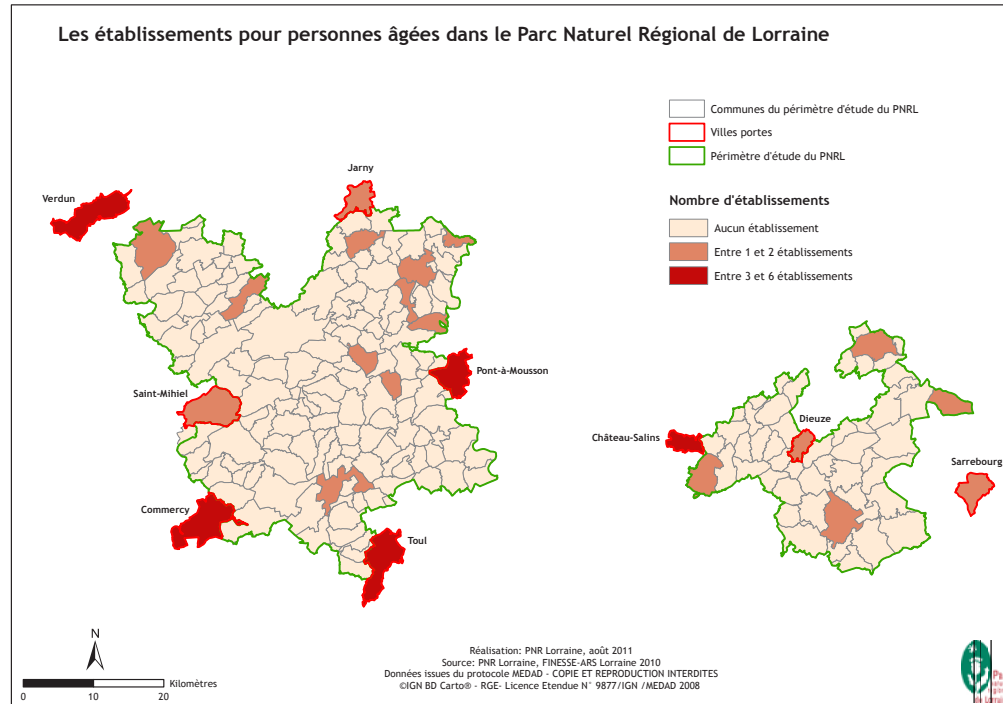 Les établissements pour personnes âgées dans le Parc Naturel Régional de Lorraine
Communes du périmètre d'étude du PNRL
Villes portes
Périmètre d'étude du PNRL
Nombre d'établissements
Aucun établissement
Entre 1 et 2 établissements
Entre 3 et 6 établissements
Jarny
Verdun
Pont-à-Mousson
Saint-Mihiel
Dieuze
Château-Salins
Sarrebourg
Commercy
Toul
N
Kilomètres
0 10 20
Réalisation: PNR Lorraine, août 2011
Source: PNR Lorraine, FINESSE-ARS Lorraine 2010
Données issues du protocole MEDAD - COPIE ET REPRODUCTION INTERDITES
©IGN BD Carto® - RGE- Licence Etendue N° 9877/IGN /MEDAD 2008
de Lorraine